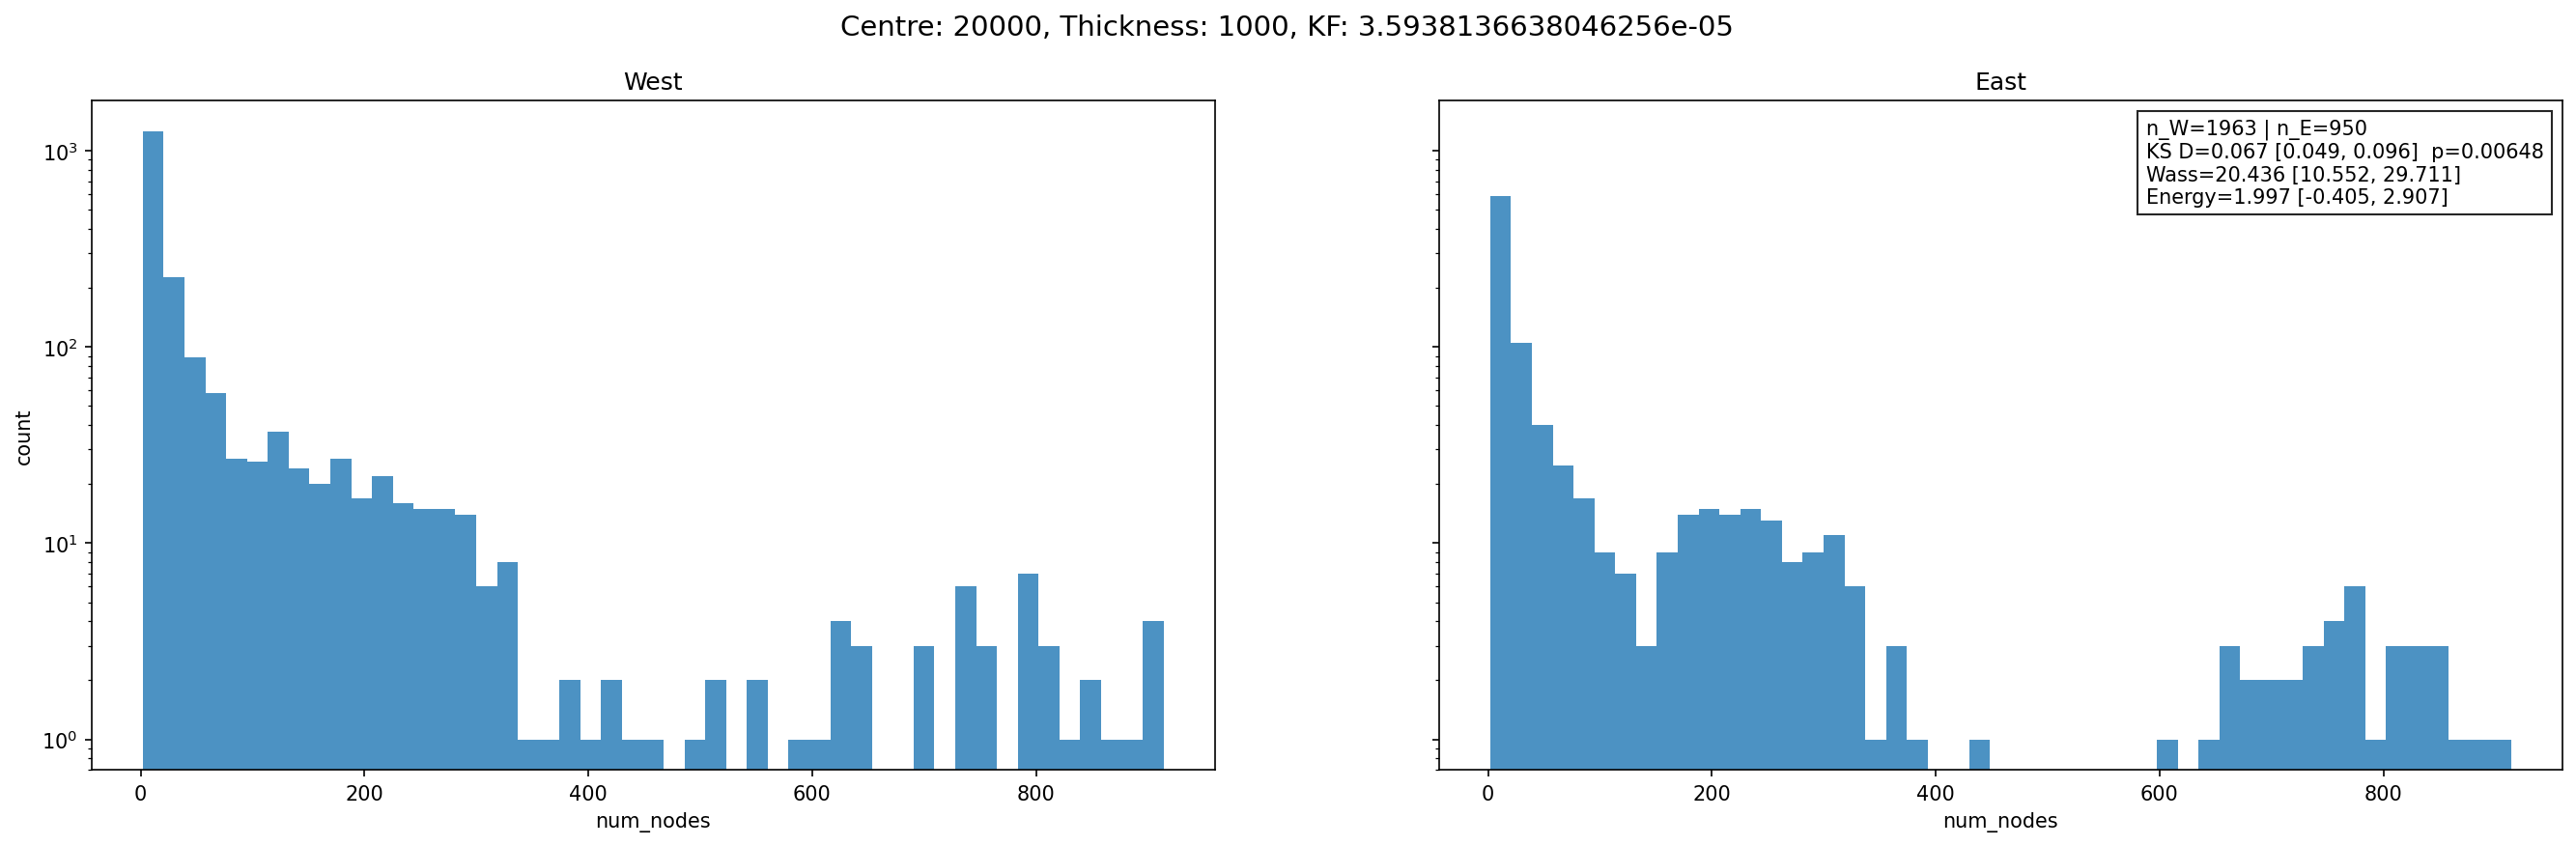 Centre: 20000, Thickness: 1000, KF: 3.5938136638046256e-05
West
East
n_W=1963 | n_E=950
KS D=0.067 [0.049, 0.096]  p=0.00648
Wass=20.436 [10.552, 29.711]
Energy=1.997 [-0.405, 2.907]
10³
10²
10¹
10⁰
count
0 200 400 600 800
0 200 400 600 800
num_nodes
num_nodes